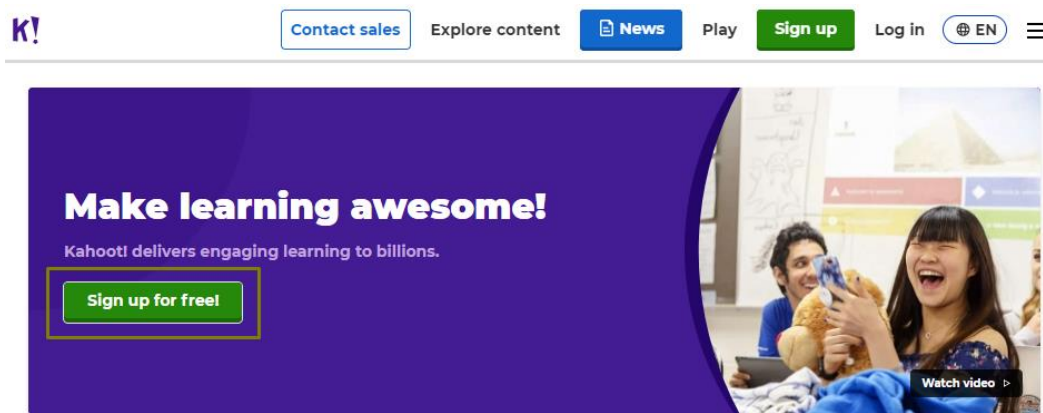 K!
Contact sales
Explore content
News
Play
Sign up
Log in
EN
Make learning awesome!
Kahoot! delivers engaging learning to billions.
Sign up for free!
Watch video